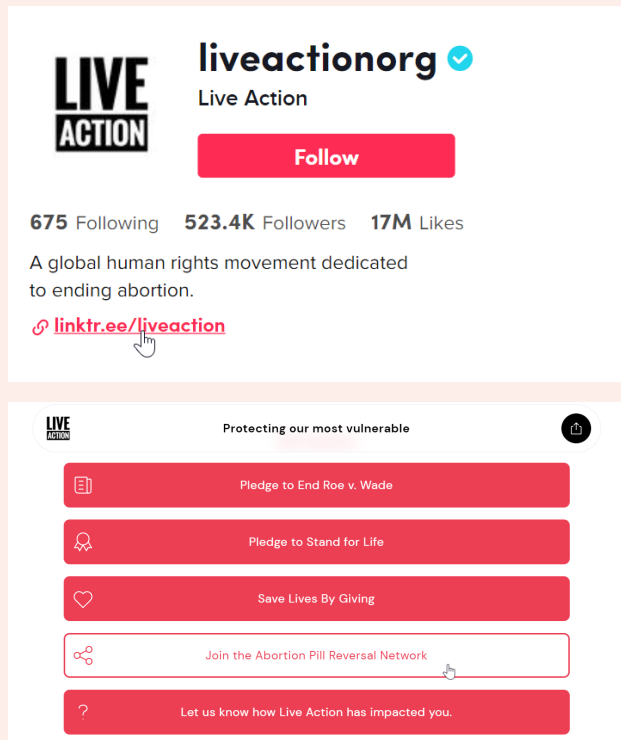 LIVE
ACTION
liveactionorg
Live Action
Follow
675 Following 523.4K Followers 17M Likes
A global human rights movement dedicated
to ending abortion.
linktr.ee/liveaction
LIVE
ACTION
Protecting our most vulnerable
Pledge to End Roe v. Wade
Pledge to Stand for Life
Save Lives By Giving
Join the Abortion Pill Reversal Network
? Let us know how Live Action has impacted you.